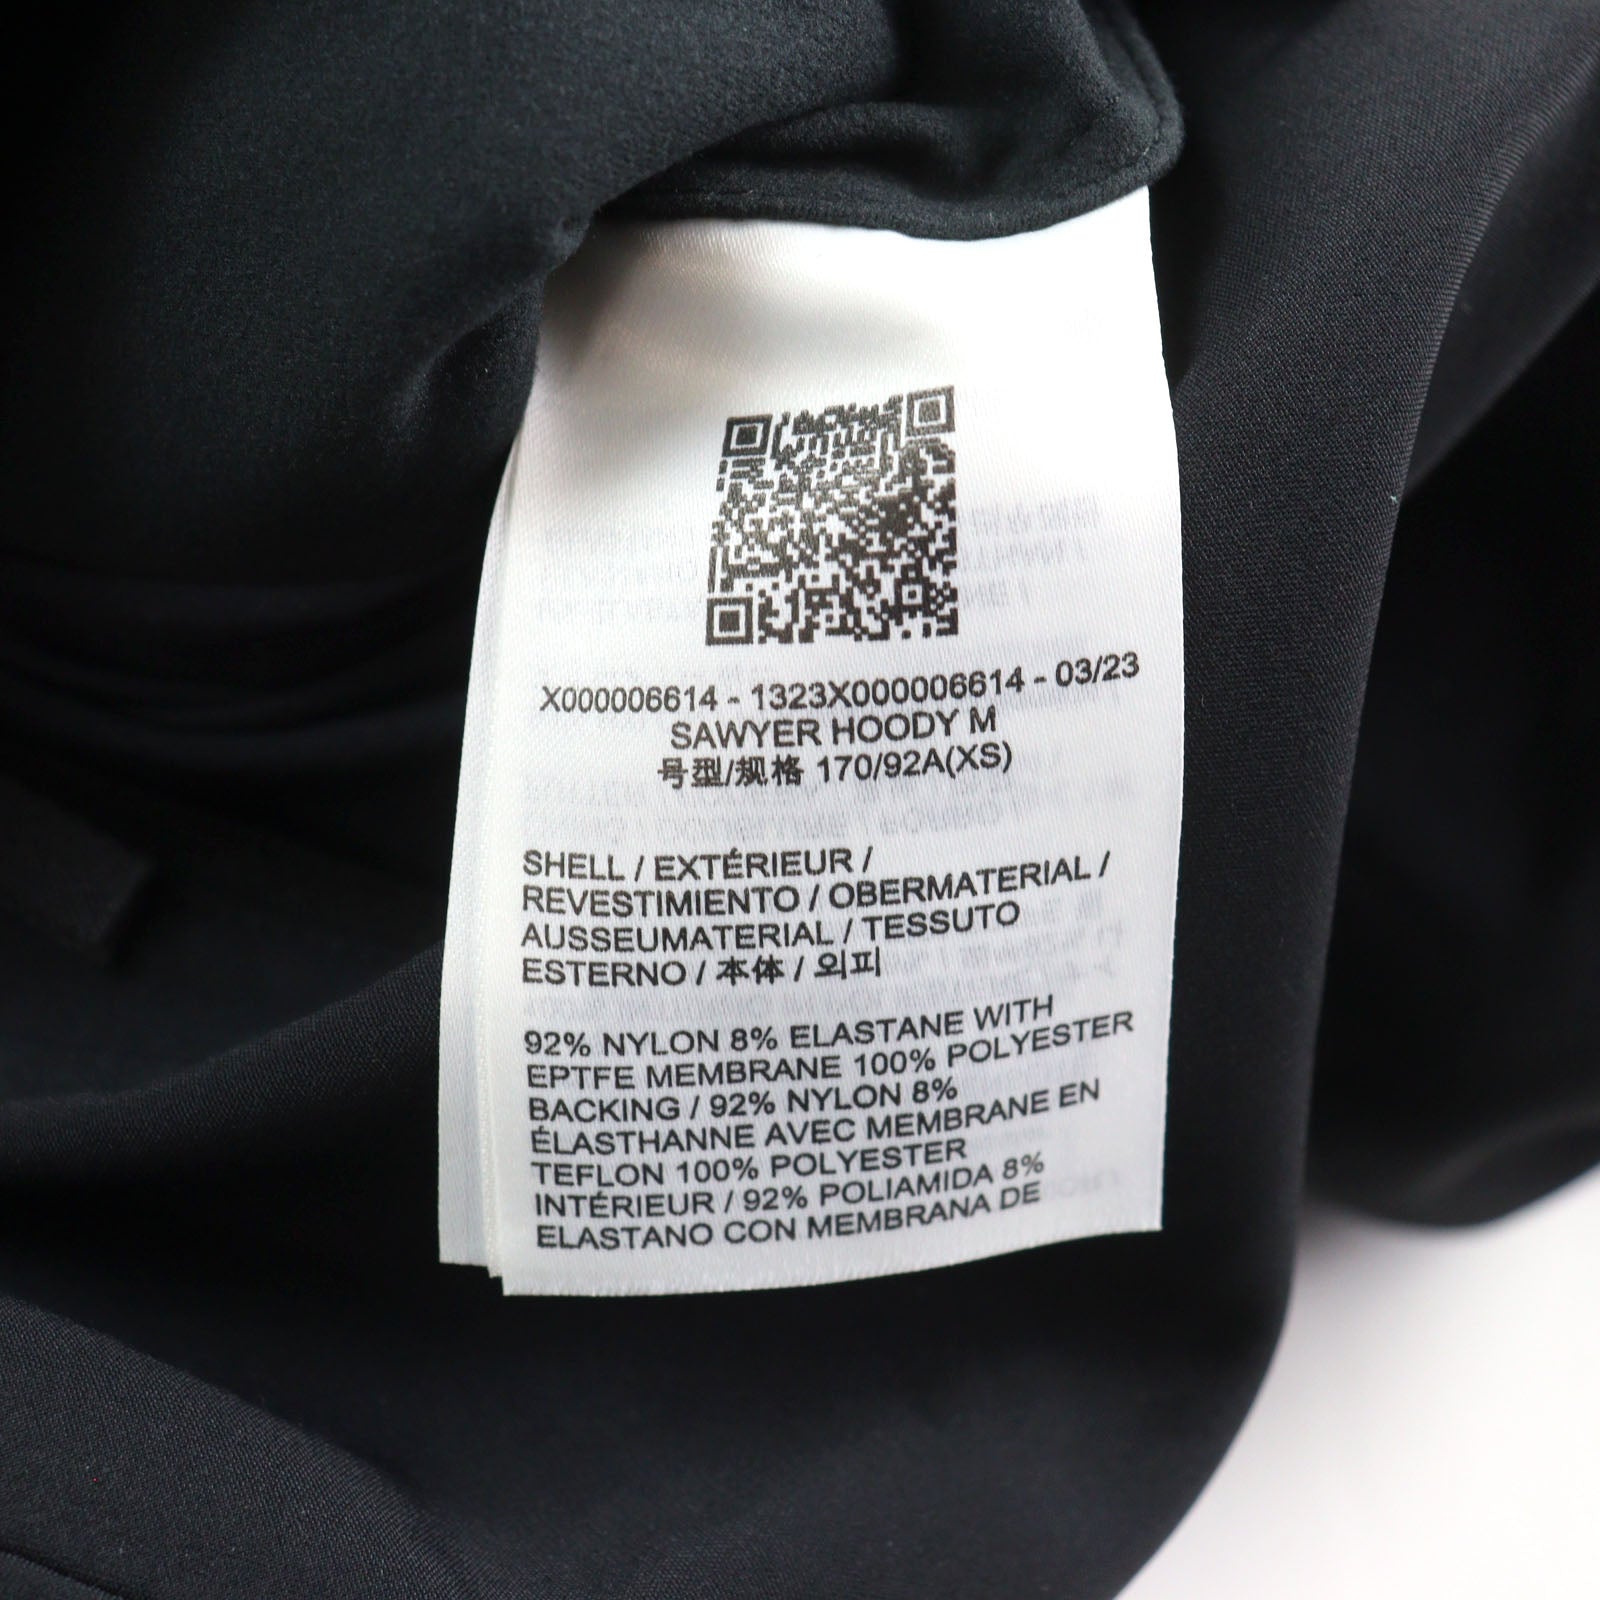 X000006614 - 1323X000006614 - 03/23
SAWYER HOODY M
号型/规格 170/92A(XS)
SHELL / EXTÉRIEUR /
REVESTIMIENTO / OBERMATERIAL /
AUSSEUMATERIAL / TESSUTO
ESTERNO / 本体 / 외피
92% NYLON 8% ELASTANE WITH
EPTFE MEMBRANE 100% POLYESTER
BACKING / 92% NYLON 8%
ÉLASTHANNE AVEC MEMBRANE EN
TEFLON 100% POLYESTER
INTÉRIEUR / 92% POLIAMIDA 8%
ELASTANO CON MEMBRANA DE